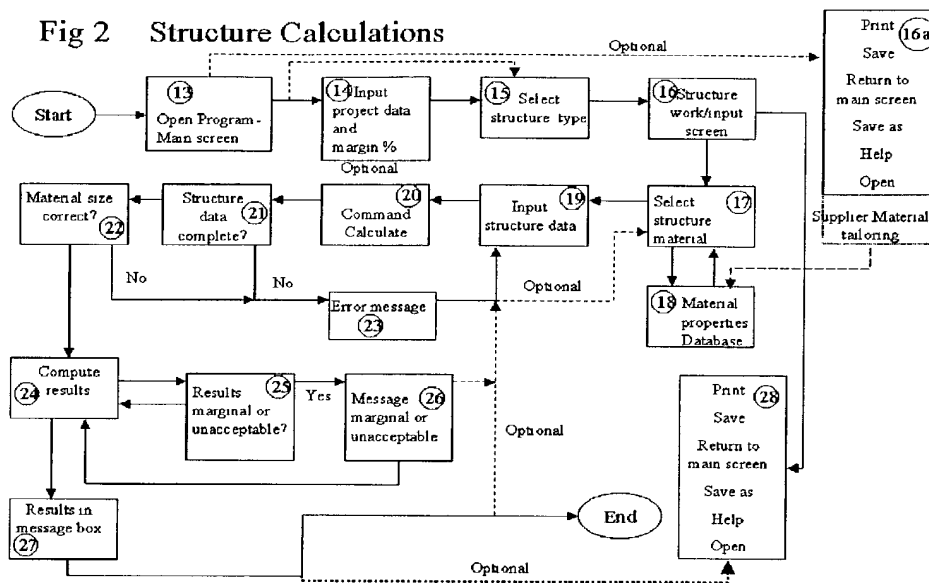 Fig 2 Structure Calculations
Optional
Print
16a
Save
Return to
main screen
Save as
Help
Open
Supplier Material
tailoring
Start
13
Open Program -
Main screen
14 Input
project data
and
margin %
Optional
15 Select
structure type
16 Structure
work/input
screen
Material size
correct?
22
Structure
data 21
complete?
20
Command
Calculate
Input 19
structure data
Select 17
structure
material
No
No
Error message
23
Optional
18 Material
properties
Database
Compute
24 results
Results 25
marginal or
unacceptable?
Yes
Message 26
marginal or
unacceptable
Optional
Print 28
Save
Return to
main screen
Save as
Help
Open
Results in
message box
27
End
Optional